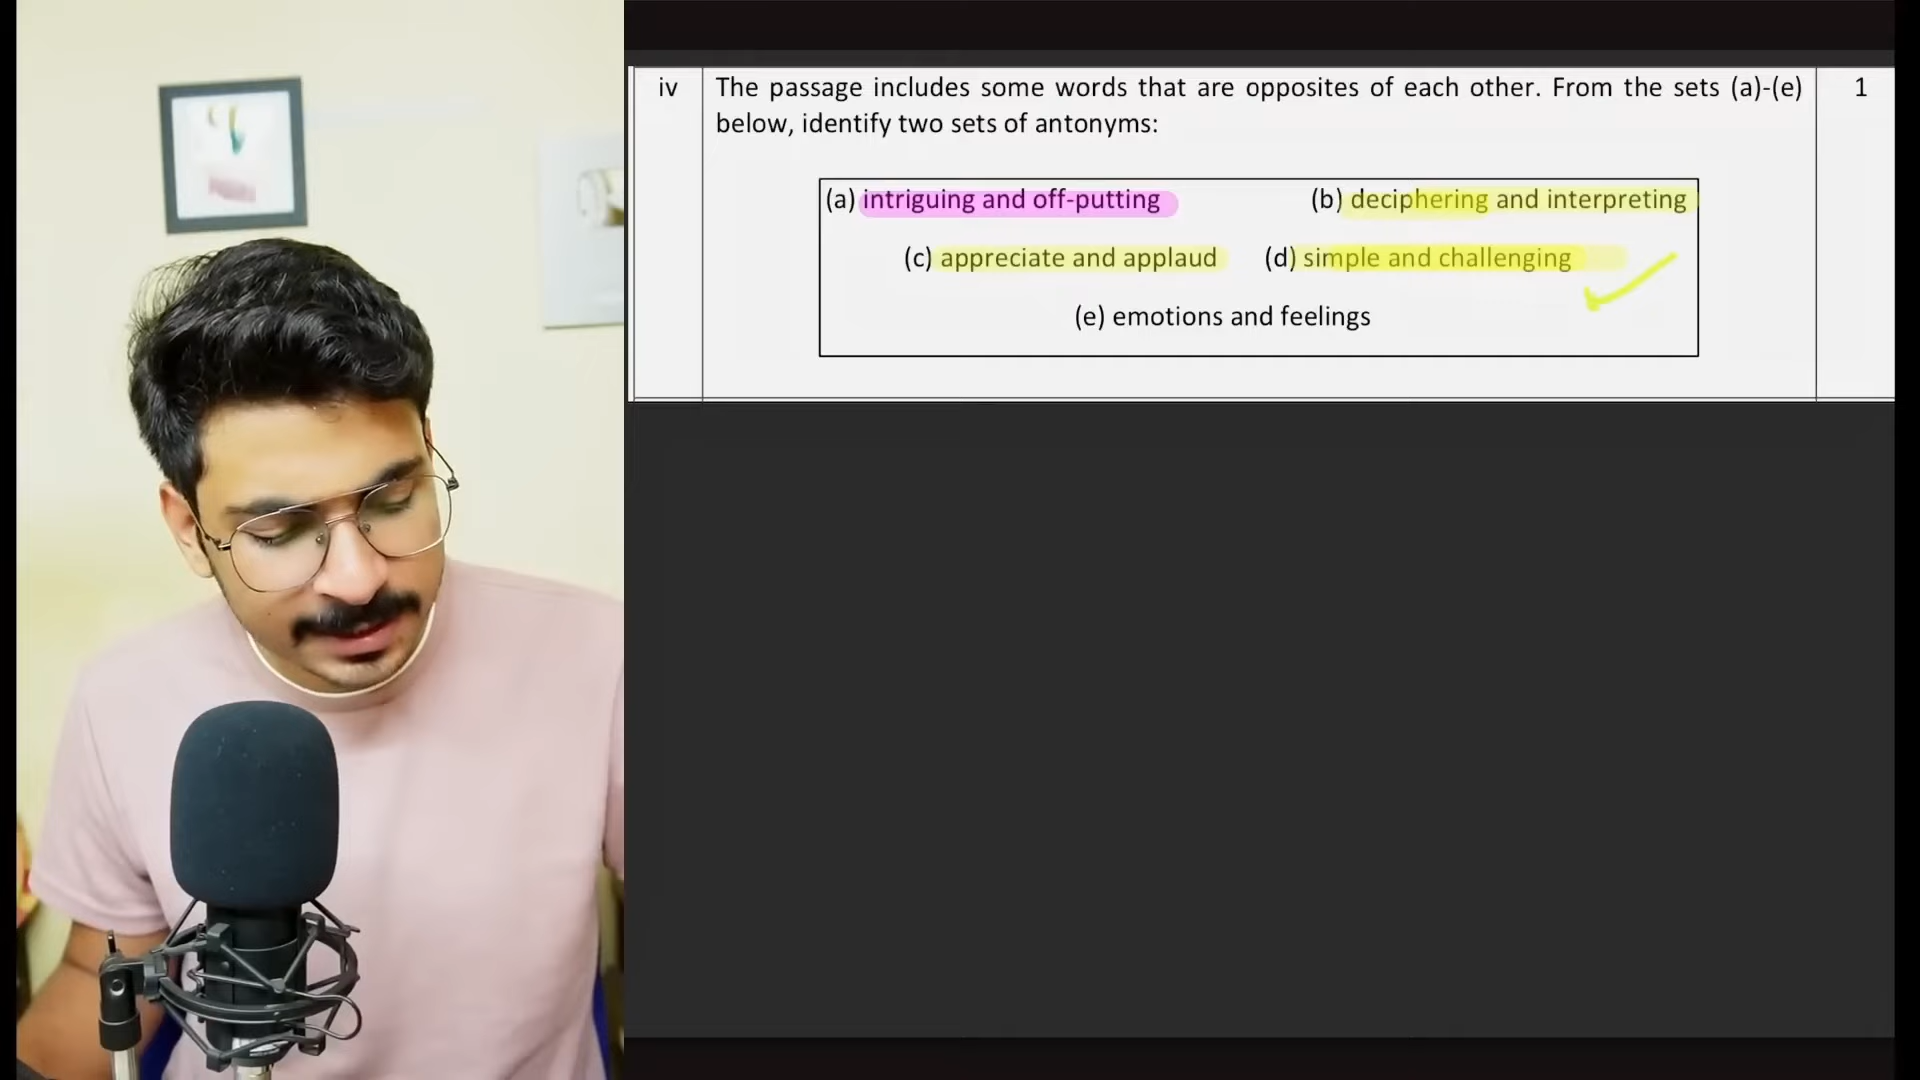 iv The passage includes some words that are opposites of each other. From the sets (a)-(e) 1
below, identify two sets of antonyms:
(a) intriguing and off-putting (b) deciphering and interpreting
(c) appreciate and applaud (d) simple and challenging
(e) emotions and feelings